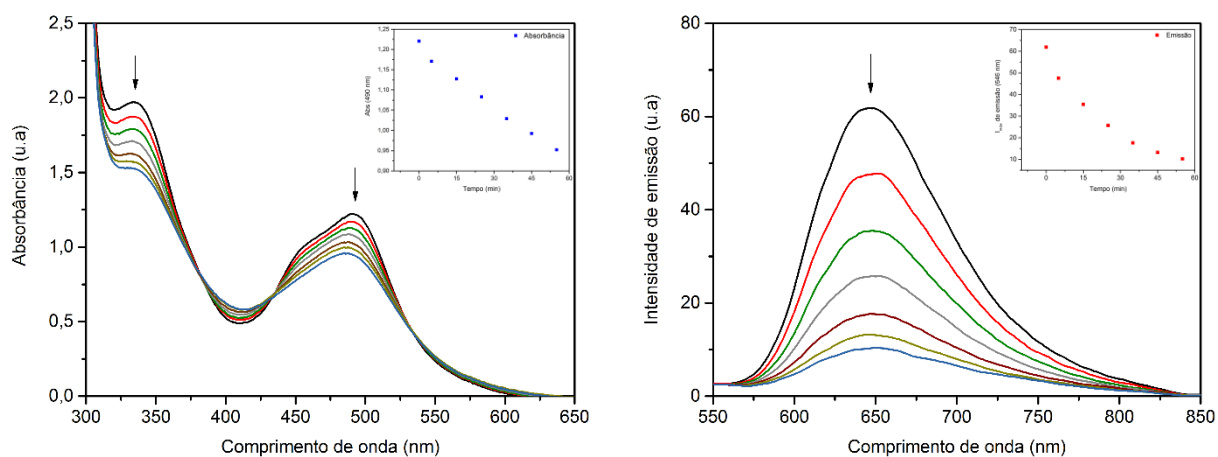 Absorbância (u.a)
2,5
2,0
1,5
1,0
0,5
0,0
300 350 400 450 500 550 600 650
Comprimento de onda (nm)
Abs (490 nm)
1,25
1,20
1,15
1,10
1,05
1,00
0,95
0,90
0 15 30 45 60
Tempo (min)
Absorbância
Intensidade de emissão (u.a)
80
60
40
20
0
550 600 650 700 750 800 850
Comprimento de onda (nm)
I máx de emissão (646 nm)
70
60
50
40
30
20
10
0 15 30 45 60
Tempo (min)
Emissão